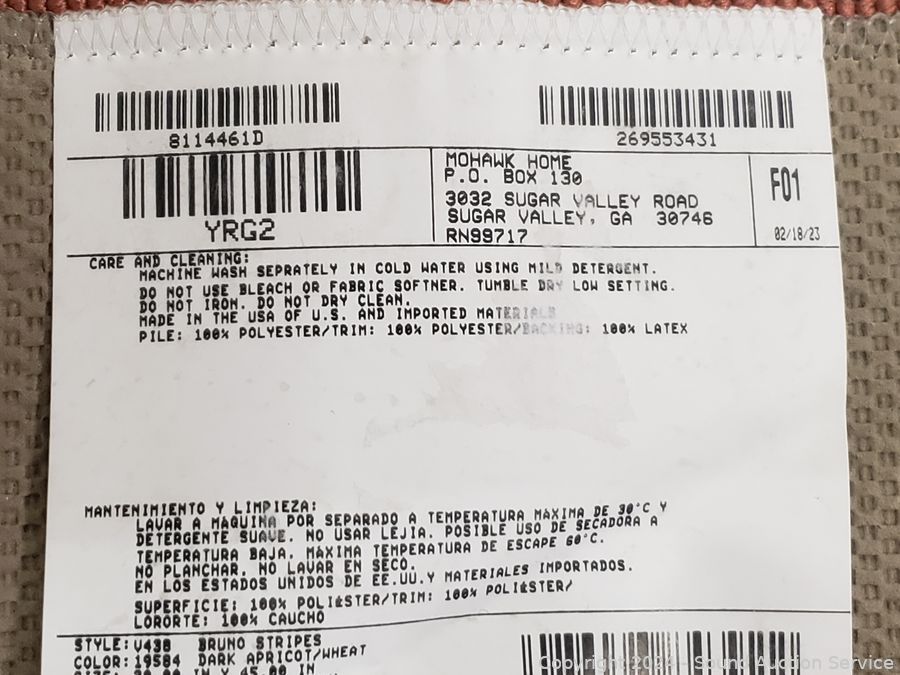 8114461D
269553431
YRG2
MOHAWK HOME
P.O. BOX 130
3032 SUGAR VALLEY ROAD
SUGAR VALLEY, GA 30746
RN99717
F01
02/18/23
CARE AND CLEANING:
MACHINE WASH SEPRATELY IN COLD WATER USING MILD DETERGENT.
DO NOT USE BLEACH OR FABRIC SOFTNER. TUMBLE DRY LOW SETTING.
DO NOT IRON. DO NOT DRY CLEAN.
MADE IN THE USA OF U.S. AND IMPORTED MATERIALS
PILE: 100% POLYESTER/TRIM: 100% POLYESTER/BACKING: 100% LATEX
MANTENIMIENTO Y LIMPIEZA:
LAVAR A MAQUINA POR SEPARADO A TEMPERATURA MAXIMA DE 30°C Y
DETERGENTE SUAVE. NO USAR LEJIA. POSIBLE USO DE SECADORA A
TEMPERATURA BAJA. MAXIMA TEMPERATURA DE ESCAPE 60°C.
NO PLANCHAR. NO LAVAR EN SECO.
EN LOS ESTADOS UNIDOS DE EE.UU.Y MATERIALES IMPORTADOS.
SUPERFICIE: 100% POLIÉSTER/TRIM: 100% POLIÉSTER/
LORORTE: 100% CAUCHO
STYLE: V438 BRUNO STRIPES
COLOR: 19584 DARK APRICOT/WHEAT
Copyright 2024 - Sound Auction Service